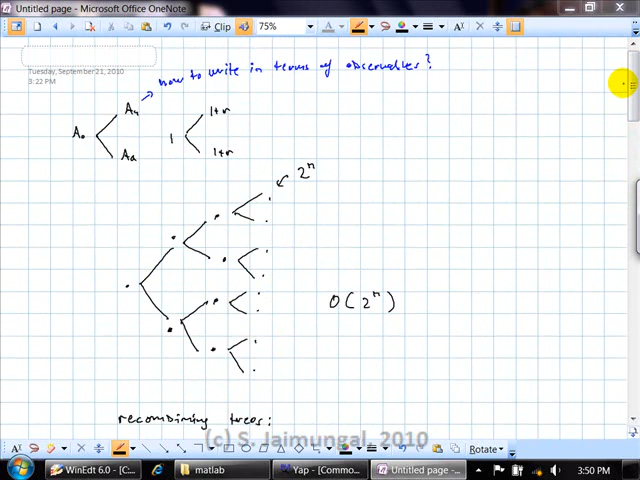 Untitled page - Microsoft Office OneNote
Clip
75%
Tuesday, September 21, 2010
3:22 PM
how to write in terms of observables?
A₀
Aᵤ
A_d
1
1+r
1+r
2ⁿ
O(2ⁿ)
recombining trees:
(c) S. Jaimungal, 2010
Rotate
WinEdt 6.0 - [C:...
matlab
Yap - [Commo...
Untitled page - ...
3:50 PM